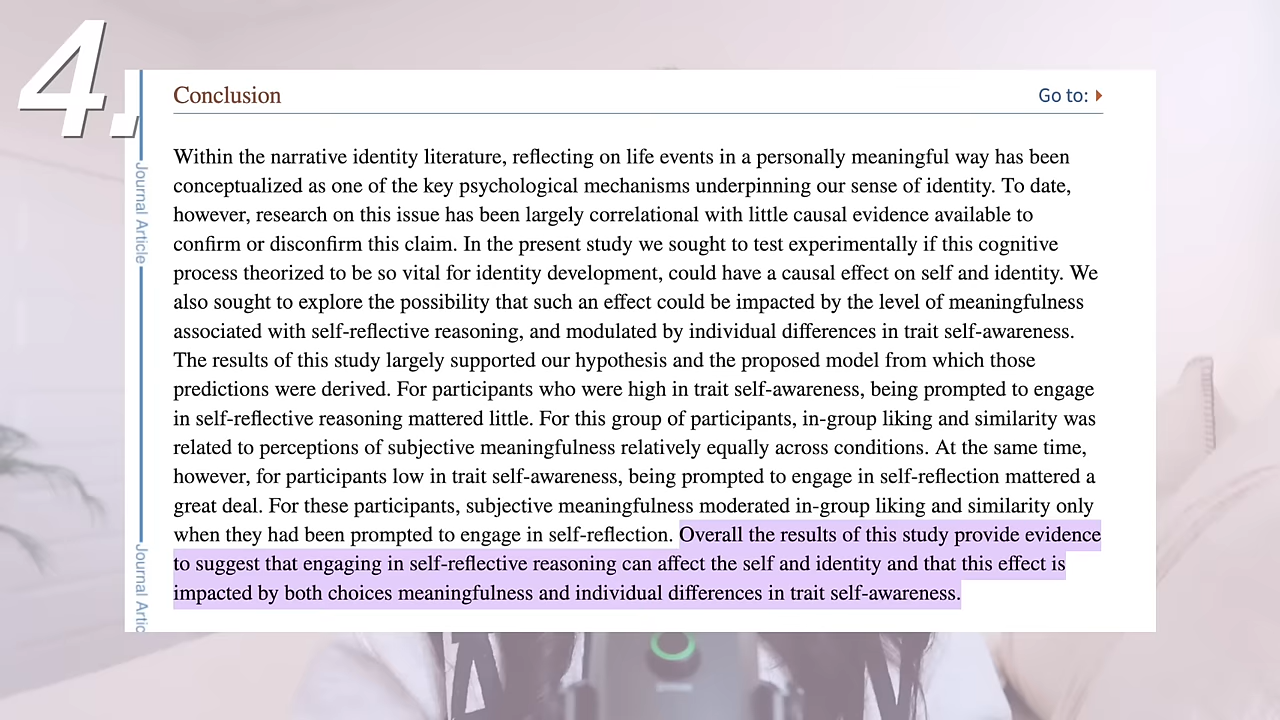 4.
Conclusion
Go to:
Within the narrative identity literature, reflecting on life events in a personally meaningful way has been
conceptualized as one of the key psychological mechanisms underpinning our sense of identity. To date,
however, research on this issue has been largely correlational with little causal evidence available to
confirm or disconfirm this claim. In the present study we sought to test experimentally if this cognitive
process theorized to be so vital for identity development, could have a causal effect on self and identity. We
also sought to explore the possibility that such an effect could be impacted by the level of meaningfulness
associated with self-reflective reasoning, and modulated by individual differences in trait self-awareness.
The results of this study largely supported our hypothesis and the proposed model from which those
predictions were derived. For participants who were high in trait self-awareness, being prompted to engage
in self-reflective reasoning mattered little. For this group of participants, in-group liking and similarity was
related to perceptions of subjective meaningfulness relatively equally across conditions. At the same time,
however, for participants low in trait self-awareness, being prompted to engage in self-reflection mattered a
great deal. For these participants, subjective meaningfulness moderated in-group liking and similarity only
when they had been prompted to engage in self-reflection. Overall the results of this study provide evidence
to suggest that engaging in self-reflective reasoning can affect the self and identity and that this effect is
impacted by both choices meaningfulness and individual differences in trait self-awareness.
Journal Article
Journal Artic